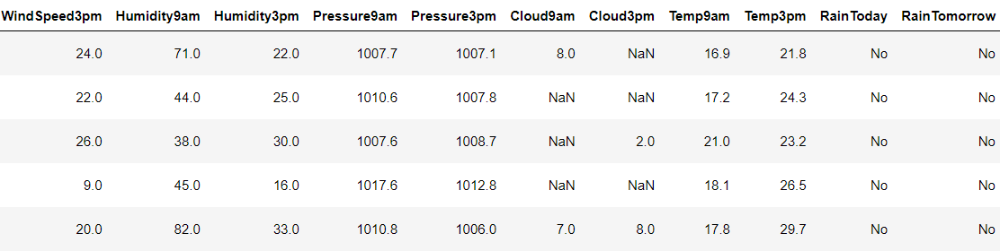 WindSpeed3pm Humidity9am Humidity3pm Pressure9am Pressure3pm Cloud9am Cloud3pm Temp9am Temp3pm RainToday RainTomorrow
24.0 71.0 22.0 1007.7 1007.1 8.0 NaN 16.9 21.8 No No
22.0 44.0 25.0 1010.6 1007.8 NaN NaN 17.2 24.3 No No
26.0 38.0 30.0 1007.6 1008.7 NaN 2.0 21.0 23.2 No No
9.0 45.0 16.0 1017.6 1012.8 NaN NaN 18.1 26.5 No No
20.0 82.0 33.0 1010.8 1006.0 7.0 8.0 17.8 29.7 No No